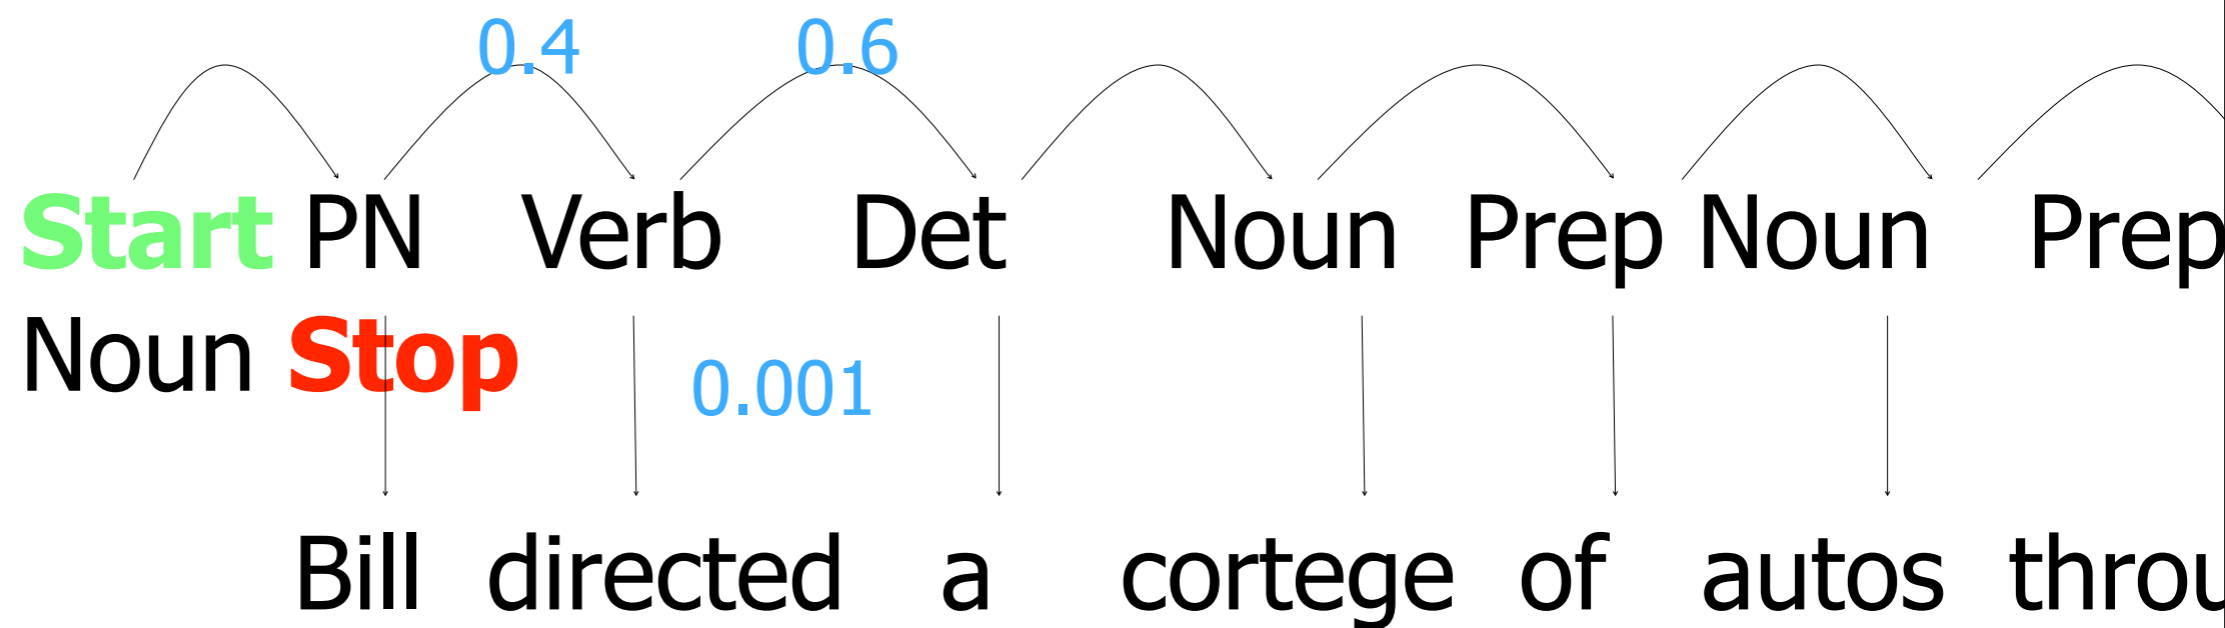 0.4 0.6
Start PN Verb Det Noun Prep Noun Prep
Noun Stop
0.001
Bill directed a cortege of autos throu